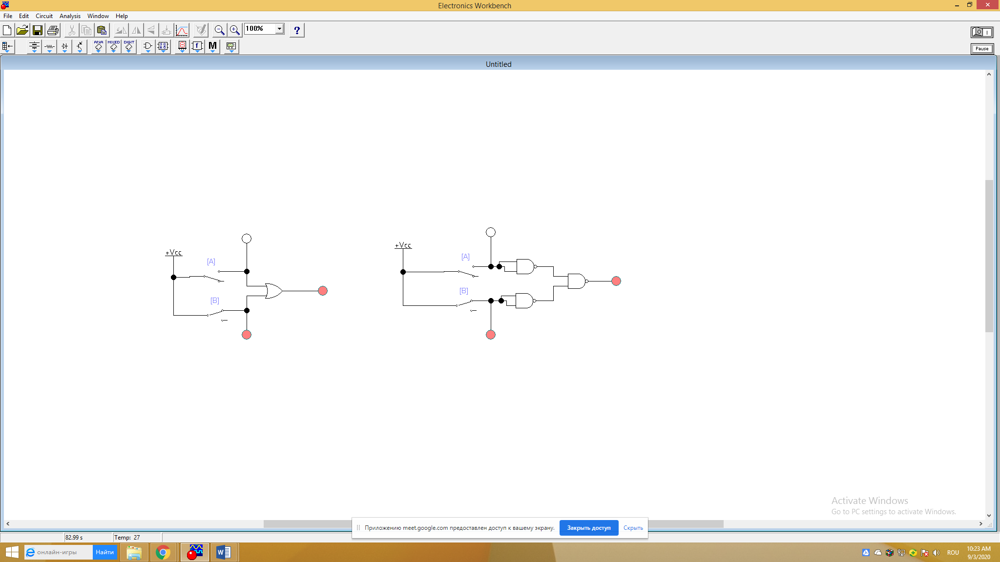 Electronics Workbench
File Edit Circuit Analysis Window Help
100%
?
ANA MIXED DIGIT
f M
Pause
Untitled
+Vcc
[A]
[B]
+Vcc
[A]
[B]
Activate Windows
Go to PC settings to activate Windows.
Приложению meet.google.com предоставлен доступ к вашему экрану. Закрыть доступ Скрыть
82.99 s Temp: 27
онлайн-игры Найти
ROU
10:23 AM
9/3/2020